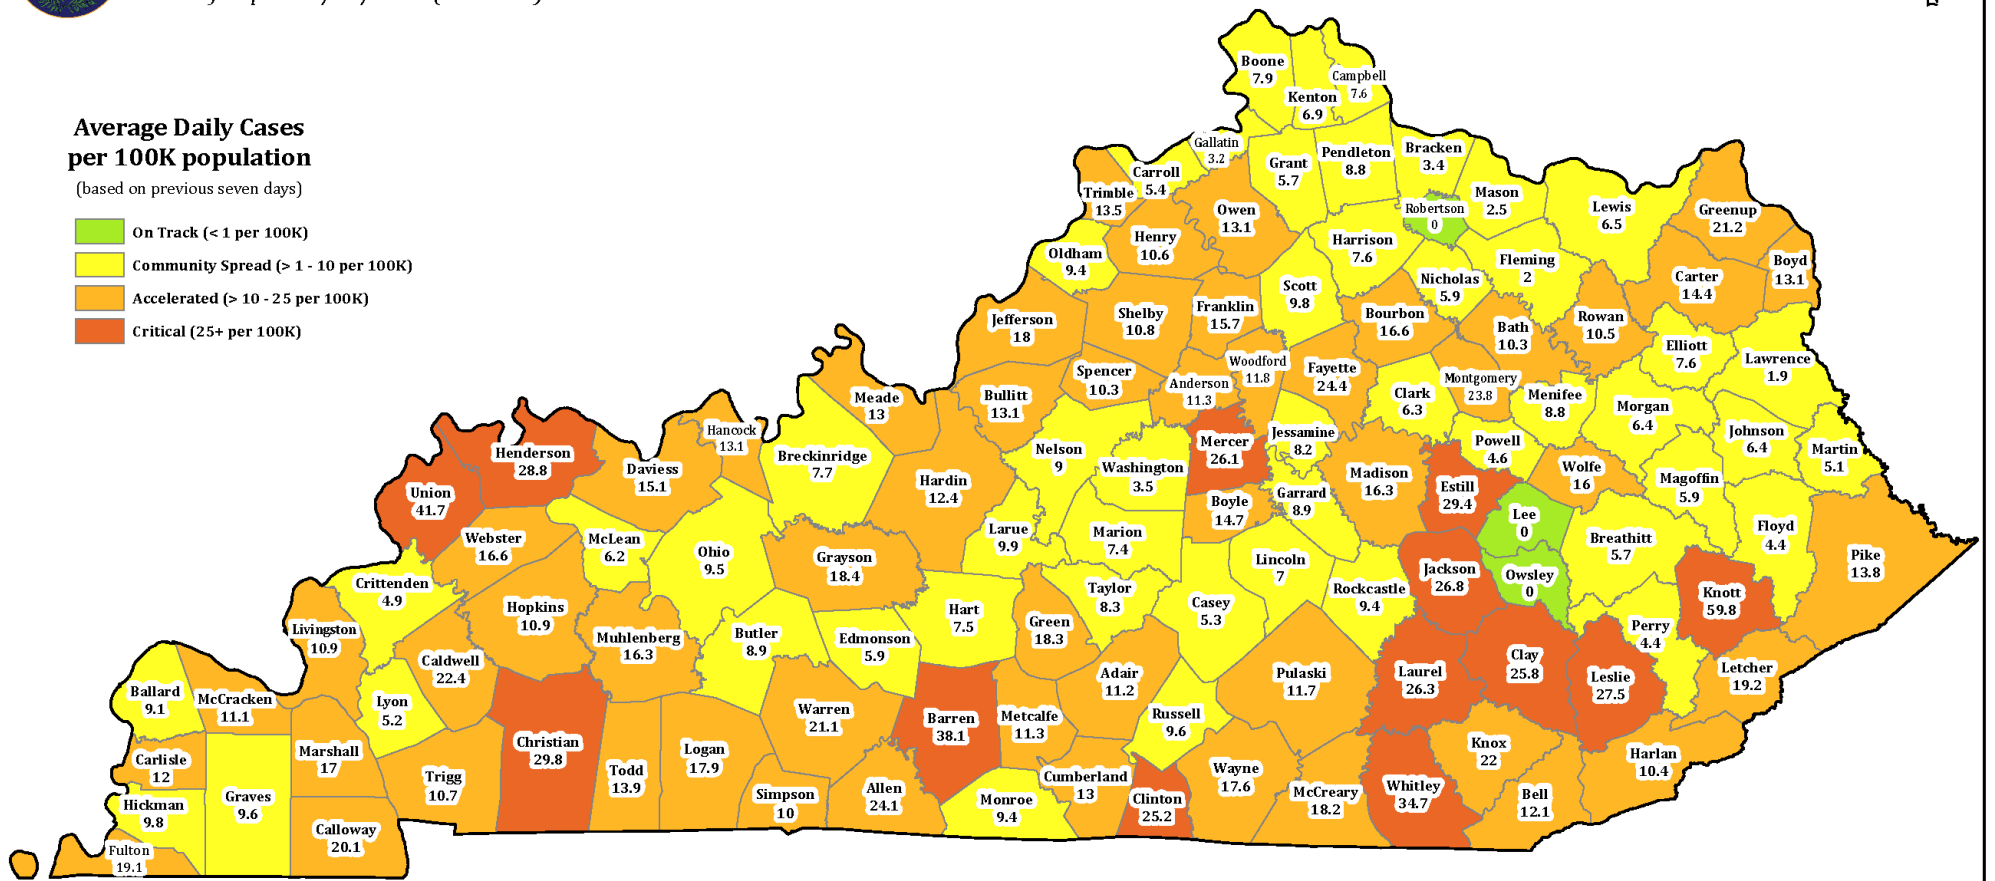 Average Daily Cases
per 100K population
(based on previous seven days)
On Track (< 1 per 100K)
Community Spread (> 1 - 10 per 100K)
Accelerated (> 10 - 25 per 100K)
Critical (25+ per 100K)
Boone
7.9
Kenton
6.9
Campbell
7.6
Gallatin
3.2
Grant
5.7
Pendleton
8.8
Bracken
3.4
Carroll
5.4
Trimble
13.5
Owen
13.1
Robertson
0
Mason
2.5
Lewis
6.5
Greenup
21.2
Henry
10.6
Oldham
9.4
Harrison
7.6
Nicholas
5.9
Fleming
2
Carter
14.4
Boyd
13.1
Scott
9.8
Jefferson
18
Shelby
10.8
Franklin
15.7
Bourbon
16.6
Bath
10.3
Rowan
10.5
Elliott
7.6
Lawrence
1.9
Spencer
10.3
Anderson
11.3
Woodford
11.8
Fayette
24.4
Clark
6.3
Montgomery
23.8
Menifee
8.8
Morgan
6.4
Johnson
6.4
Martin
5.1
Meade
13
Bullitt
13.1
Hancock
13.1
Breckinridge
7.7
Nelson
9
Washington
3.5
Mercer
26.1
Jessamine
8.2
Powell
4.6
Wolfe
16
Magoffin
5.9
Henderson
28.8
Union
41.7
Daviess
15.1
Hardin
12.4
Boyle
14.7
Garrard
8.9
Madison
16.3
Estill
29.4
Lee
0
Breathitt
5.7
Floyd
4.4
Pike
13.8
Webster
16.6
McLean
6.2
Ohio
9.5
Grayson
18.4
Larue
9.9
Marion
7.4
Lincoln
7
Rockcastle
9.4
Jackson
26.8
Owsley
0
Knott
59.8
Perry
4.4
Crittenden
4.9
Hopkins
10.9
Muhlenberg
16.3
Butler
8.9
Edmonson
5.9
Hart
7.5
Green
18.3
Taylor
8.3
Casey
5.3
Livingston
10.9
Caldwell
22.4
Lyon
5.2
Warren
21.1
Barren
38.1
Metcalfe
11.3
Adair
11.2
Russell
9.6
Pulaski
11.7
Laurel
26.3
Clay
25.8
Leslie
27.5
Letcher
19.2
Ballard
9.1
McCracken
11.1
Carlisle
12
Marshall
17
Trigg
10.7
Christian
29.8
Todd
13.9
Logan
17.9
Simpson
10
Allen
24.1
Monroe
9.4
Cumberland
13
Clinton
25.2
Wayne
17.6
McCreary
18.2
Whitley
34.7
Knox
22
Bell
12.1
Harlan
10.4
Hickman
9.8
Graves
9.6
Calloway
20.1
Fulton
19.1